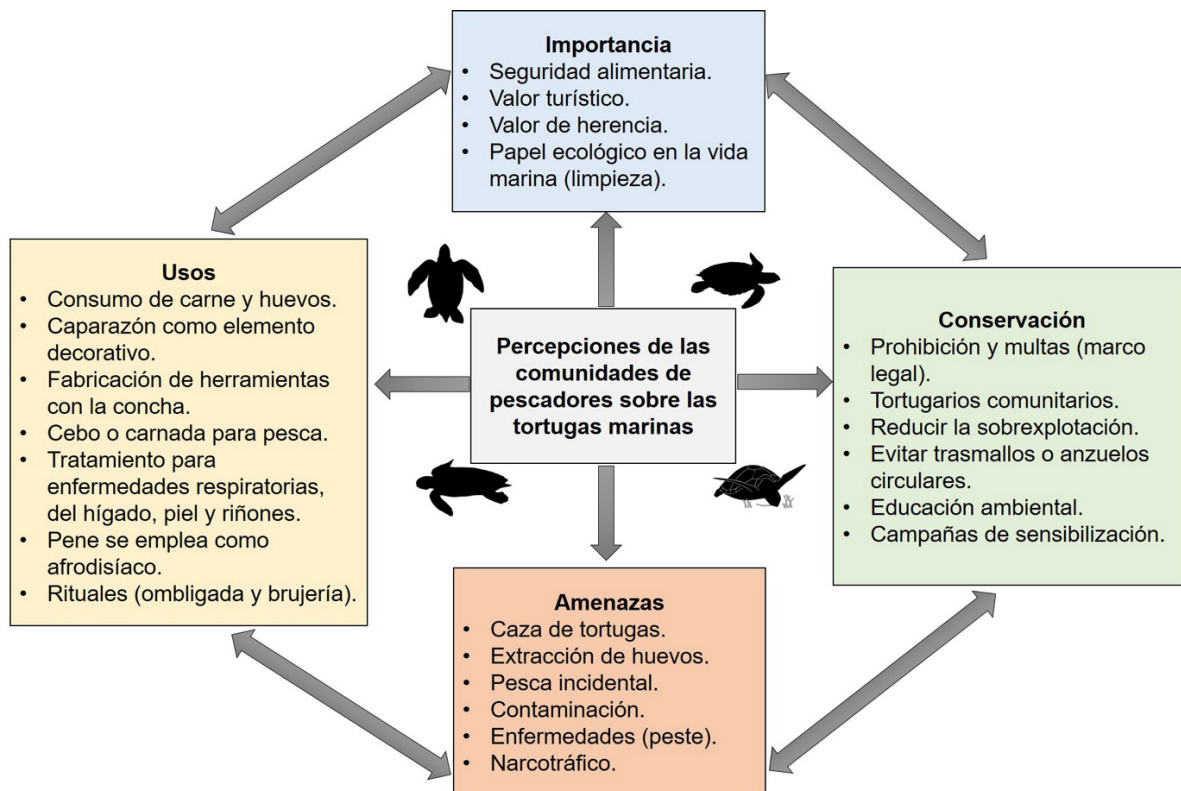 Importancia
• Seguridad alimentaria.
• Valor turístico.
• Valor de herencia.
• Papel ecológico en la vida
marina (limpieza).
Usos
• Consumo de carne y huevos.
• Caparazón como elemento
decorativo.
• Fabricación de herramientas
con la concha.
• Cebo o carnada para pesca.
• Tratamiento para
enfermedades respiratorias,
del hígado, piel y riñones.
• Pene se emplea como
afrodisíaco.
• Rituales (ombligada y brujería).
Percepciones de las
comunidades de
pescadores sobre las
tortugas marinas
Conservación
• Prohibición y multas (marco
legal).
• Tortugarios comunitarios.
• Reducir la sobrexplotación.
• Evitar trasmallos o anzuelos
circulares.
• Educación ambiental.
• Campañas de sensibilización.
Amenazas
• Caza de tortugas.
• Extracción de huevos.
• Pesca incidental.
• Contaminación.
• Enfermedades (peste).
• Narcotráfico.